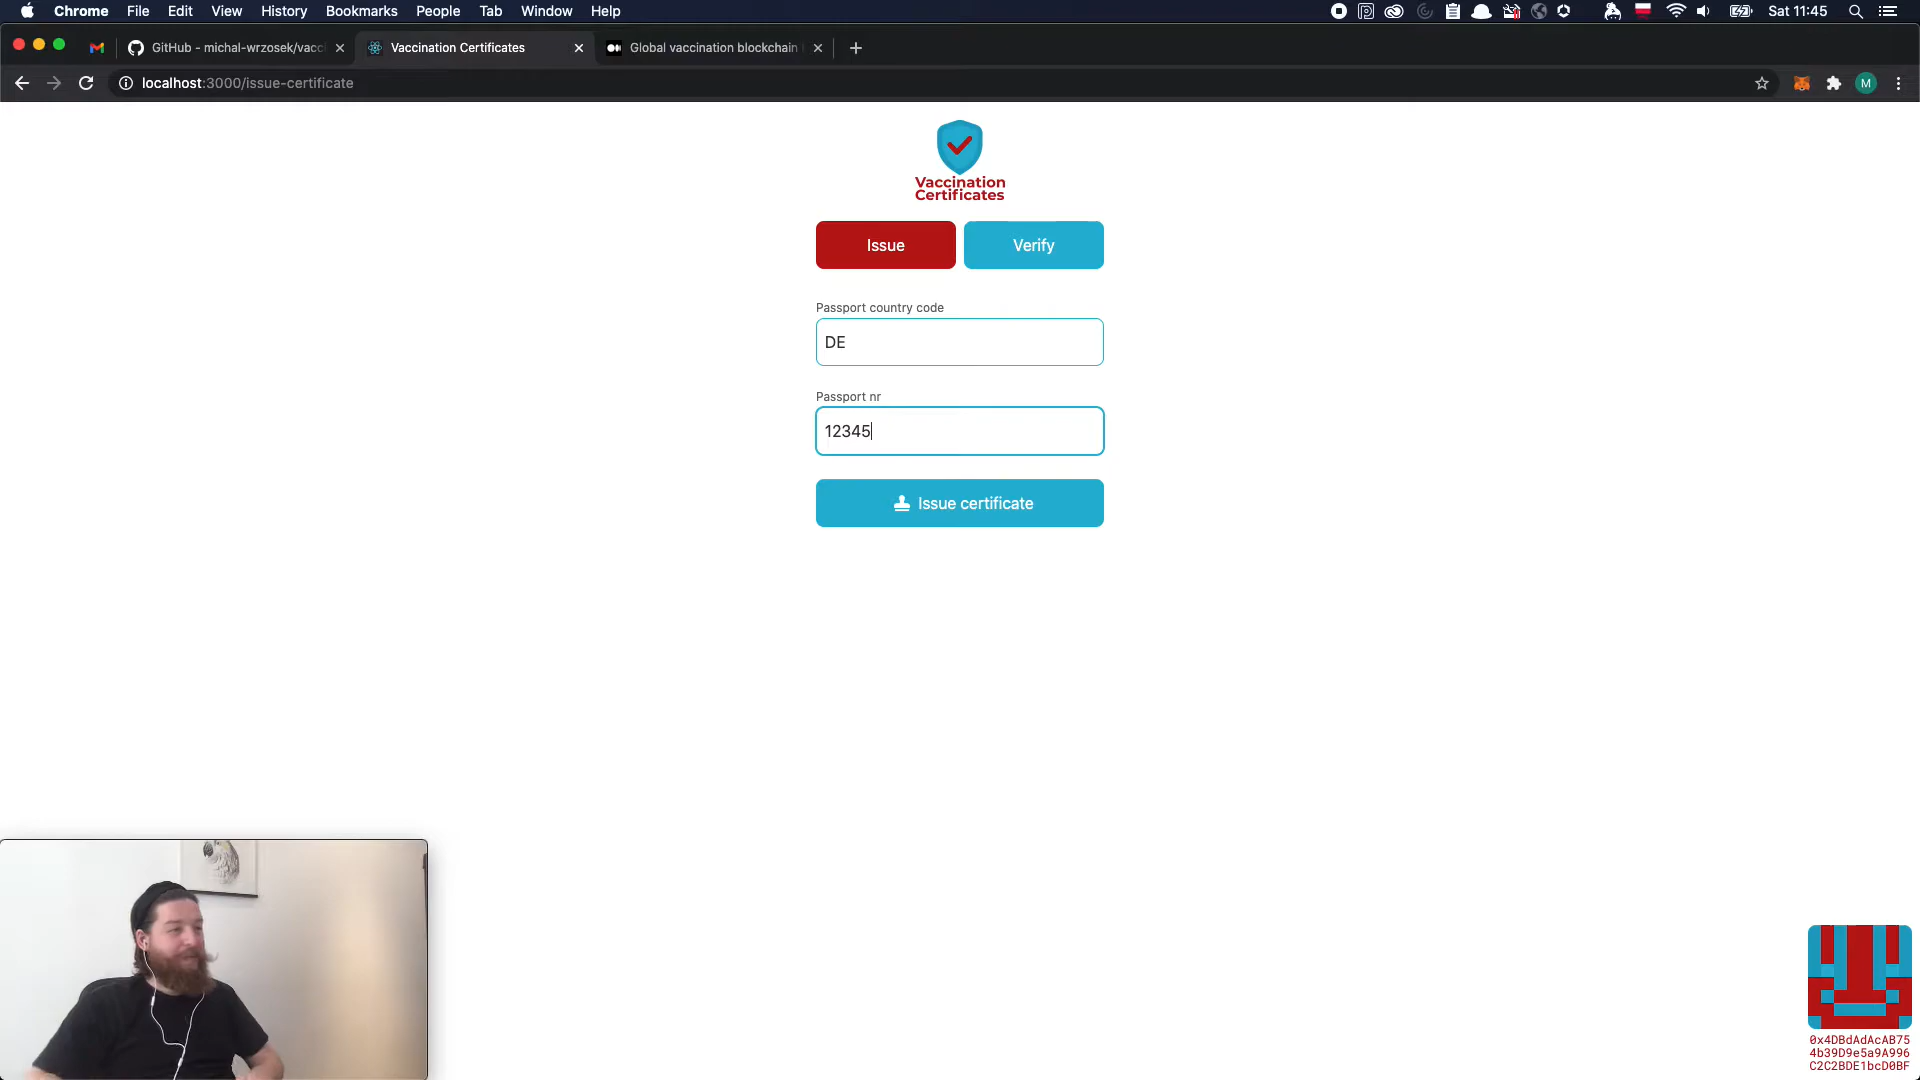 Chrome File Edit View History Bookmarks People Tab Window Help Sat 11:45
GitHub - michal-wrzosek/vacc Vaccination Certificates Global vaccination blockchain
localhost:3000/issue-certificate M
Vaccination
Certificates
Issue Verify
Passport country code
DE
Passport nr
12345
Issue certificate
0x4DBdAdAcAB75
4b39D9e5a9A996
C2C2BDE1bcD0BF